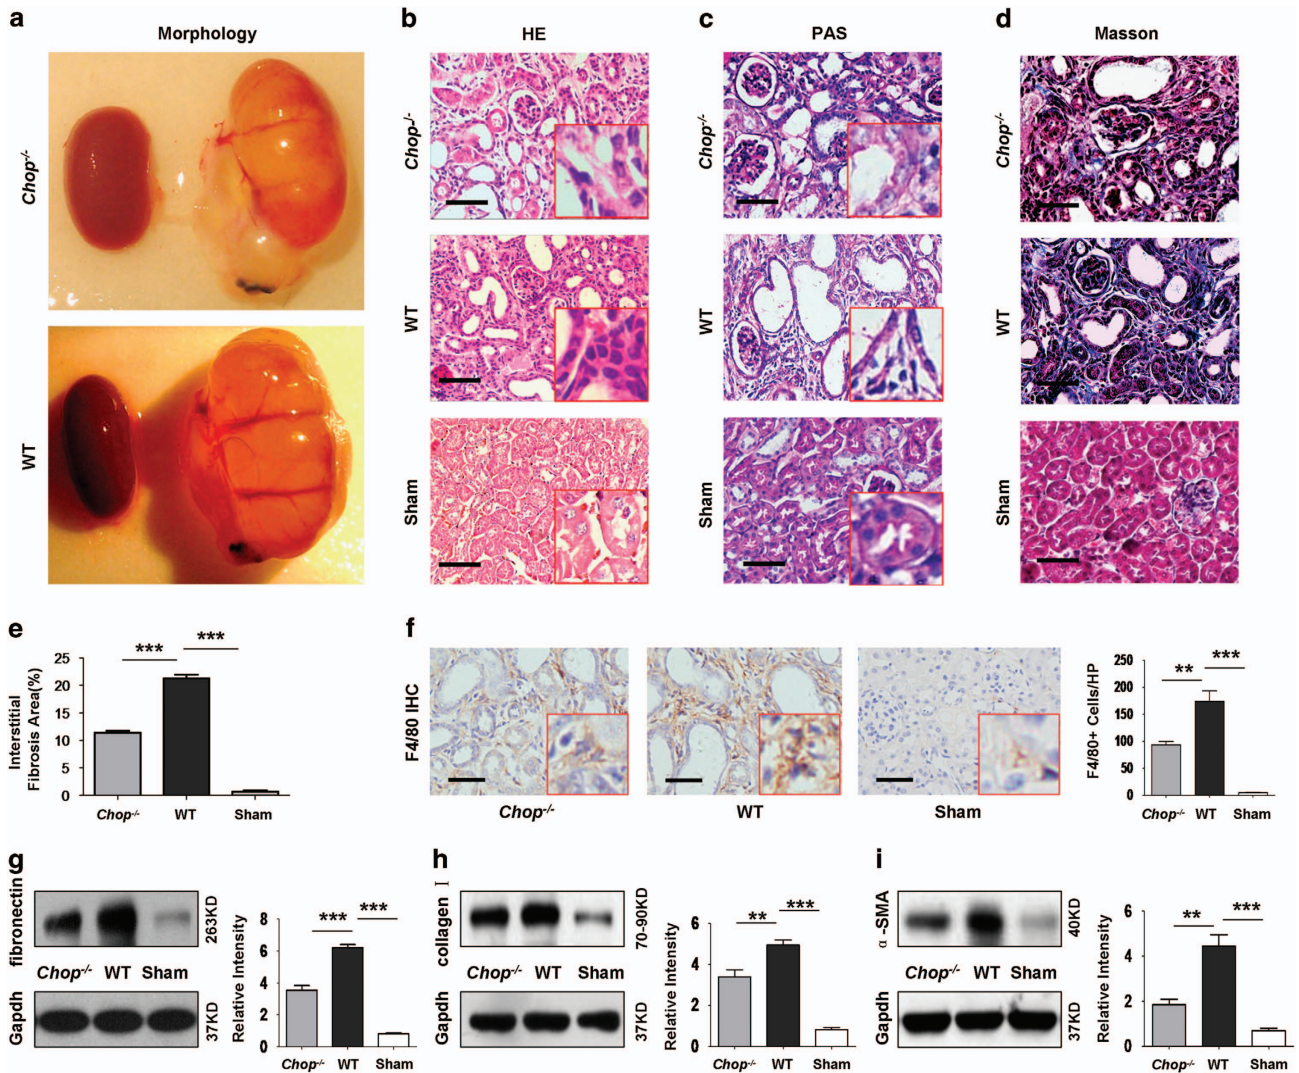 a
Morphology
Chop-/-
WT
b
HE
Chop-/-
WT
Sham
c
PAS
Chop-/-
WT
Sham
d
Masson
Chop-/-
WT
Sham
e
Interstitial
Fibrosis Area(%)
25
20
15
10
5
0
***
***
Chop-/-
WT
Sham
f
F4/80 IHC
Chop-/-
WT
Sham
F4/80+ Cells/HP
250
200
150
100
50
0
**
***
Chop-/-
WT
Sham
g
fibronectin
263KD
Chop-/- WT Sham
Gapdh
37KD
Relative Intensity
8
6
4
2
0
***
***
Chop-/-
WT
Sham
h
collagen I
70-90KD
Chop-/- WT Sham
Gapdh
37KD
Relative Intensity
6
4
2
0
**
***
Chop-/-
WT
Sham
i
α-SMA
40KD
Chop-/- WT Sham
Gapdh
37KD
Relative Intensity
6
4
2
0
**
***
Chop-/-
WT
Sham